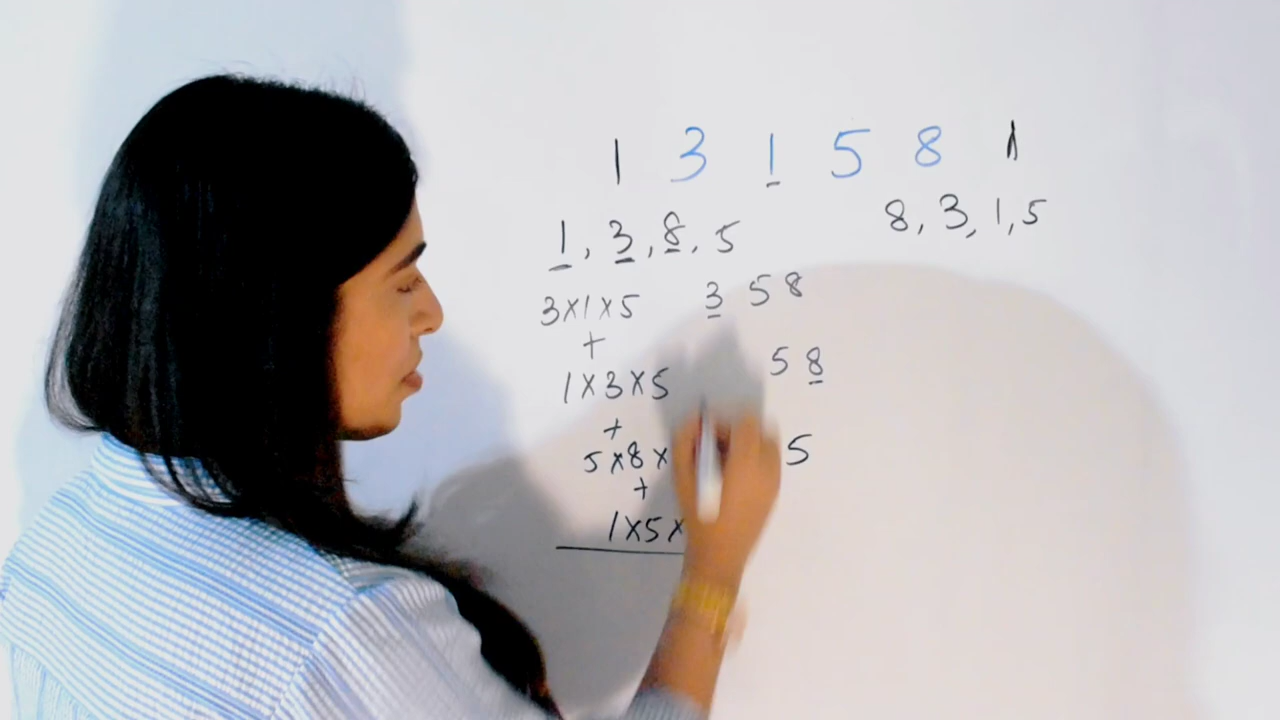 1 3 1 5 8 1
1, 3, 8, 5
8, 3, 1, 5
3x1x5
3 5 8
+
1x3x5
5 8
+
5x8x
5
+
1x5x